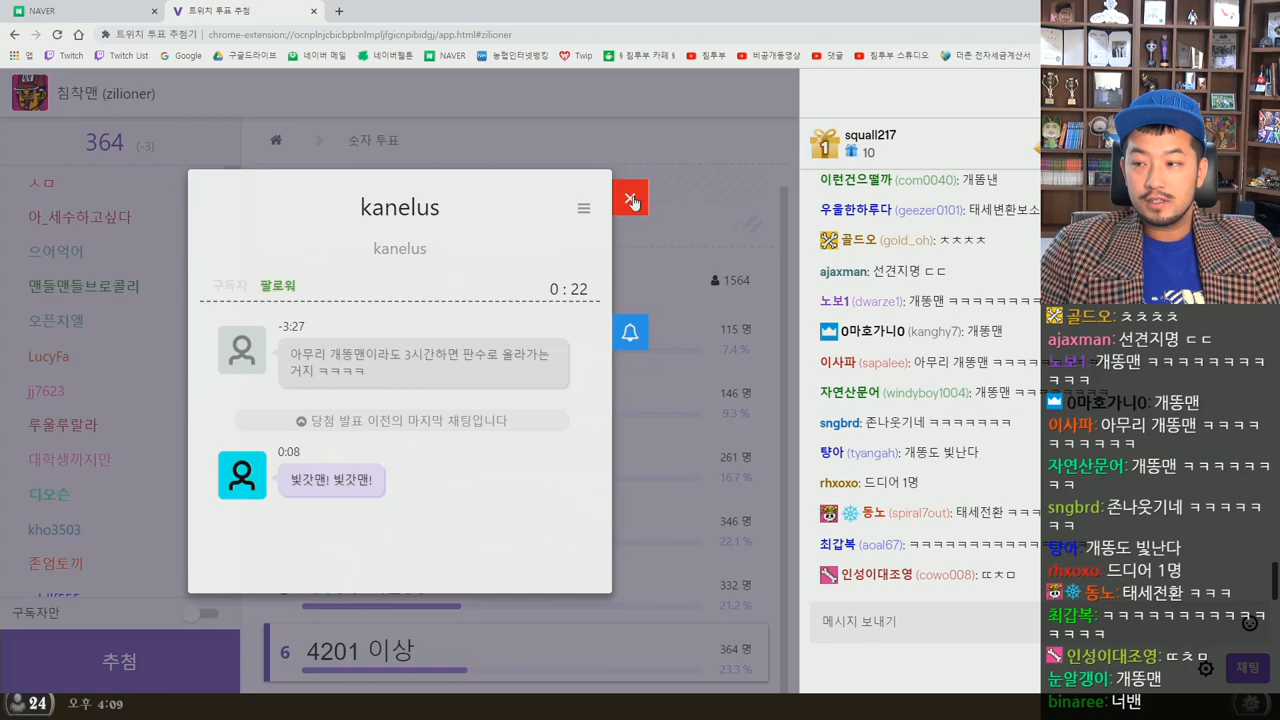 NAVER
트위치 투표 추첨
트위치 투표 추첨기 | chrome-extension://ocnplnjcbicbpbnlmpljfgicnpbidgj/app.html#zilioner
앱 Twitch Twitch List Google 구글드라이브 네이버 메일 네이버웹툰 NAVER 농협인터넷뱅킹 Twip § 침투부 카페 § 침투부 비공개동영상 댓글 침투부 스튜디오 더존 전자세금계산서
침착맨 (zilioner)
364 (-3)
숫자 투표
ㅅㅁ
아_세수하고싶다
으어억어
맨들맨들브로콜리
오픈지엘
LucyFa
jj7623
루울루랄라
대학생까지만
디오슨
kho3503
존엄토끼
구독자만
추첨
kanelus
kanelus
구독자 팔로워
0 : 22
-3:27
아무리 개똥맨이라도 3시간하면 판수로 올라가는
거지 ㅋㅋㅋㅋ
당첨 발표 이전의 마지막 채팅입니다
0:08
빛갓맨! 빛갓맨!
1564
115 명
7.4 %
146 명
9.3 %
261 명
16.7 %
346 명
22.1 %
332 명
21.2 %
6 4201 이상
364 명
23.3 %
1 squall217
10
이런건으떨까 (com0040): 개똠낸
우울한하루다 (geezer0101): 태세변환보소
골드오 (gold_oh): ㅊㅊㅊㅊ
ajaxman: 선견지명 ㄷㄷ
노보1 (dwarze1): 개똥맨 ㅋㅋㅋㅋㅋㅋㅋㅋ
0마호가니0 (kanghy7): 개똥맨
이사파 (sapalee): 아무리 개똥맨 ㅋㅋㅋㅋ
자연산문어 (windyboy1004): 개똥맨 ㅋㅋㅋㅋ
sngbrd: 존나웃기네 ㅋㅋㅋㅋㅋㅋㅋ
턍아 (tyangah): 개똥도 빛난다
rhxoxo: 드디어 1명
동노 (spiral7out): 태세전환 ㅋㅋㅋ
최갑복 (aoal67): ㅋㅋㅋㅋㅋㅋㅋㅋㅋㅋ
인성이대조영 (cowo008): ㄸㅊㅁ
메시지 보내기
채팅
골드오: ㅊㅊㅊㅊ
ajaxman: 선견지명 ㄷㄷ
노보1: 개똥맨 ㅋㅋㅋㅋㅋㅋㅋㅋ
ㅋㅋㅋ
0마호가니0: 개똥맨
이사파: 아무리 개똥맨 ㅋㅋㅋㅋ
ㅋㅋㅋㅋㅋㅋ
자연산문어: 개똥맨 ㅋㅋㅋㅋㅋ
ㅋㅋ
sngbrd: 존나웃기네 ㅋㅋㅋㅋㅋ
ㅋㅋ
턍아: 개똥도 빛난다
rhxoxo: 드디어 1명
동노: 태세전환 ㅋㅋㅋ
최갑복: ㅋㅋㅋㅋㅋㅋㅋㅋㅋㅋㅋ
ㅋㅋㅋㅋ
인성이대조영: ㄸㅊㅁ
눈알갱이: 개똥맨
binaree: 너맨
24 오후 4:09